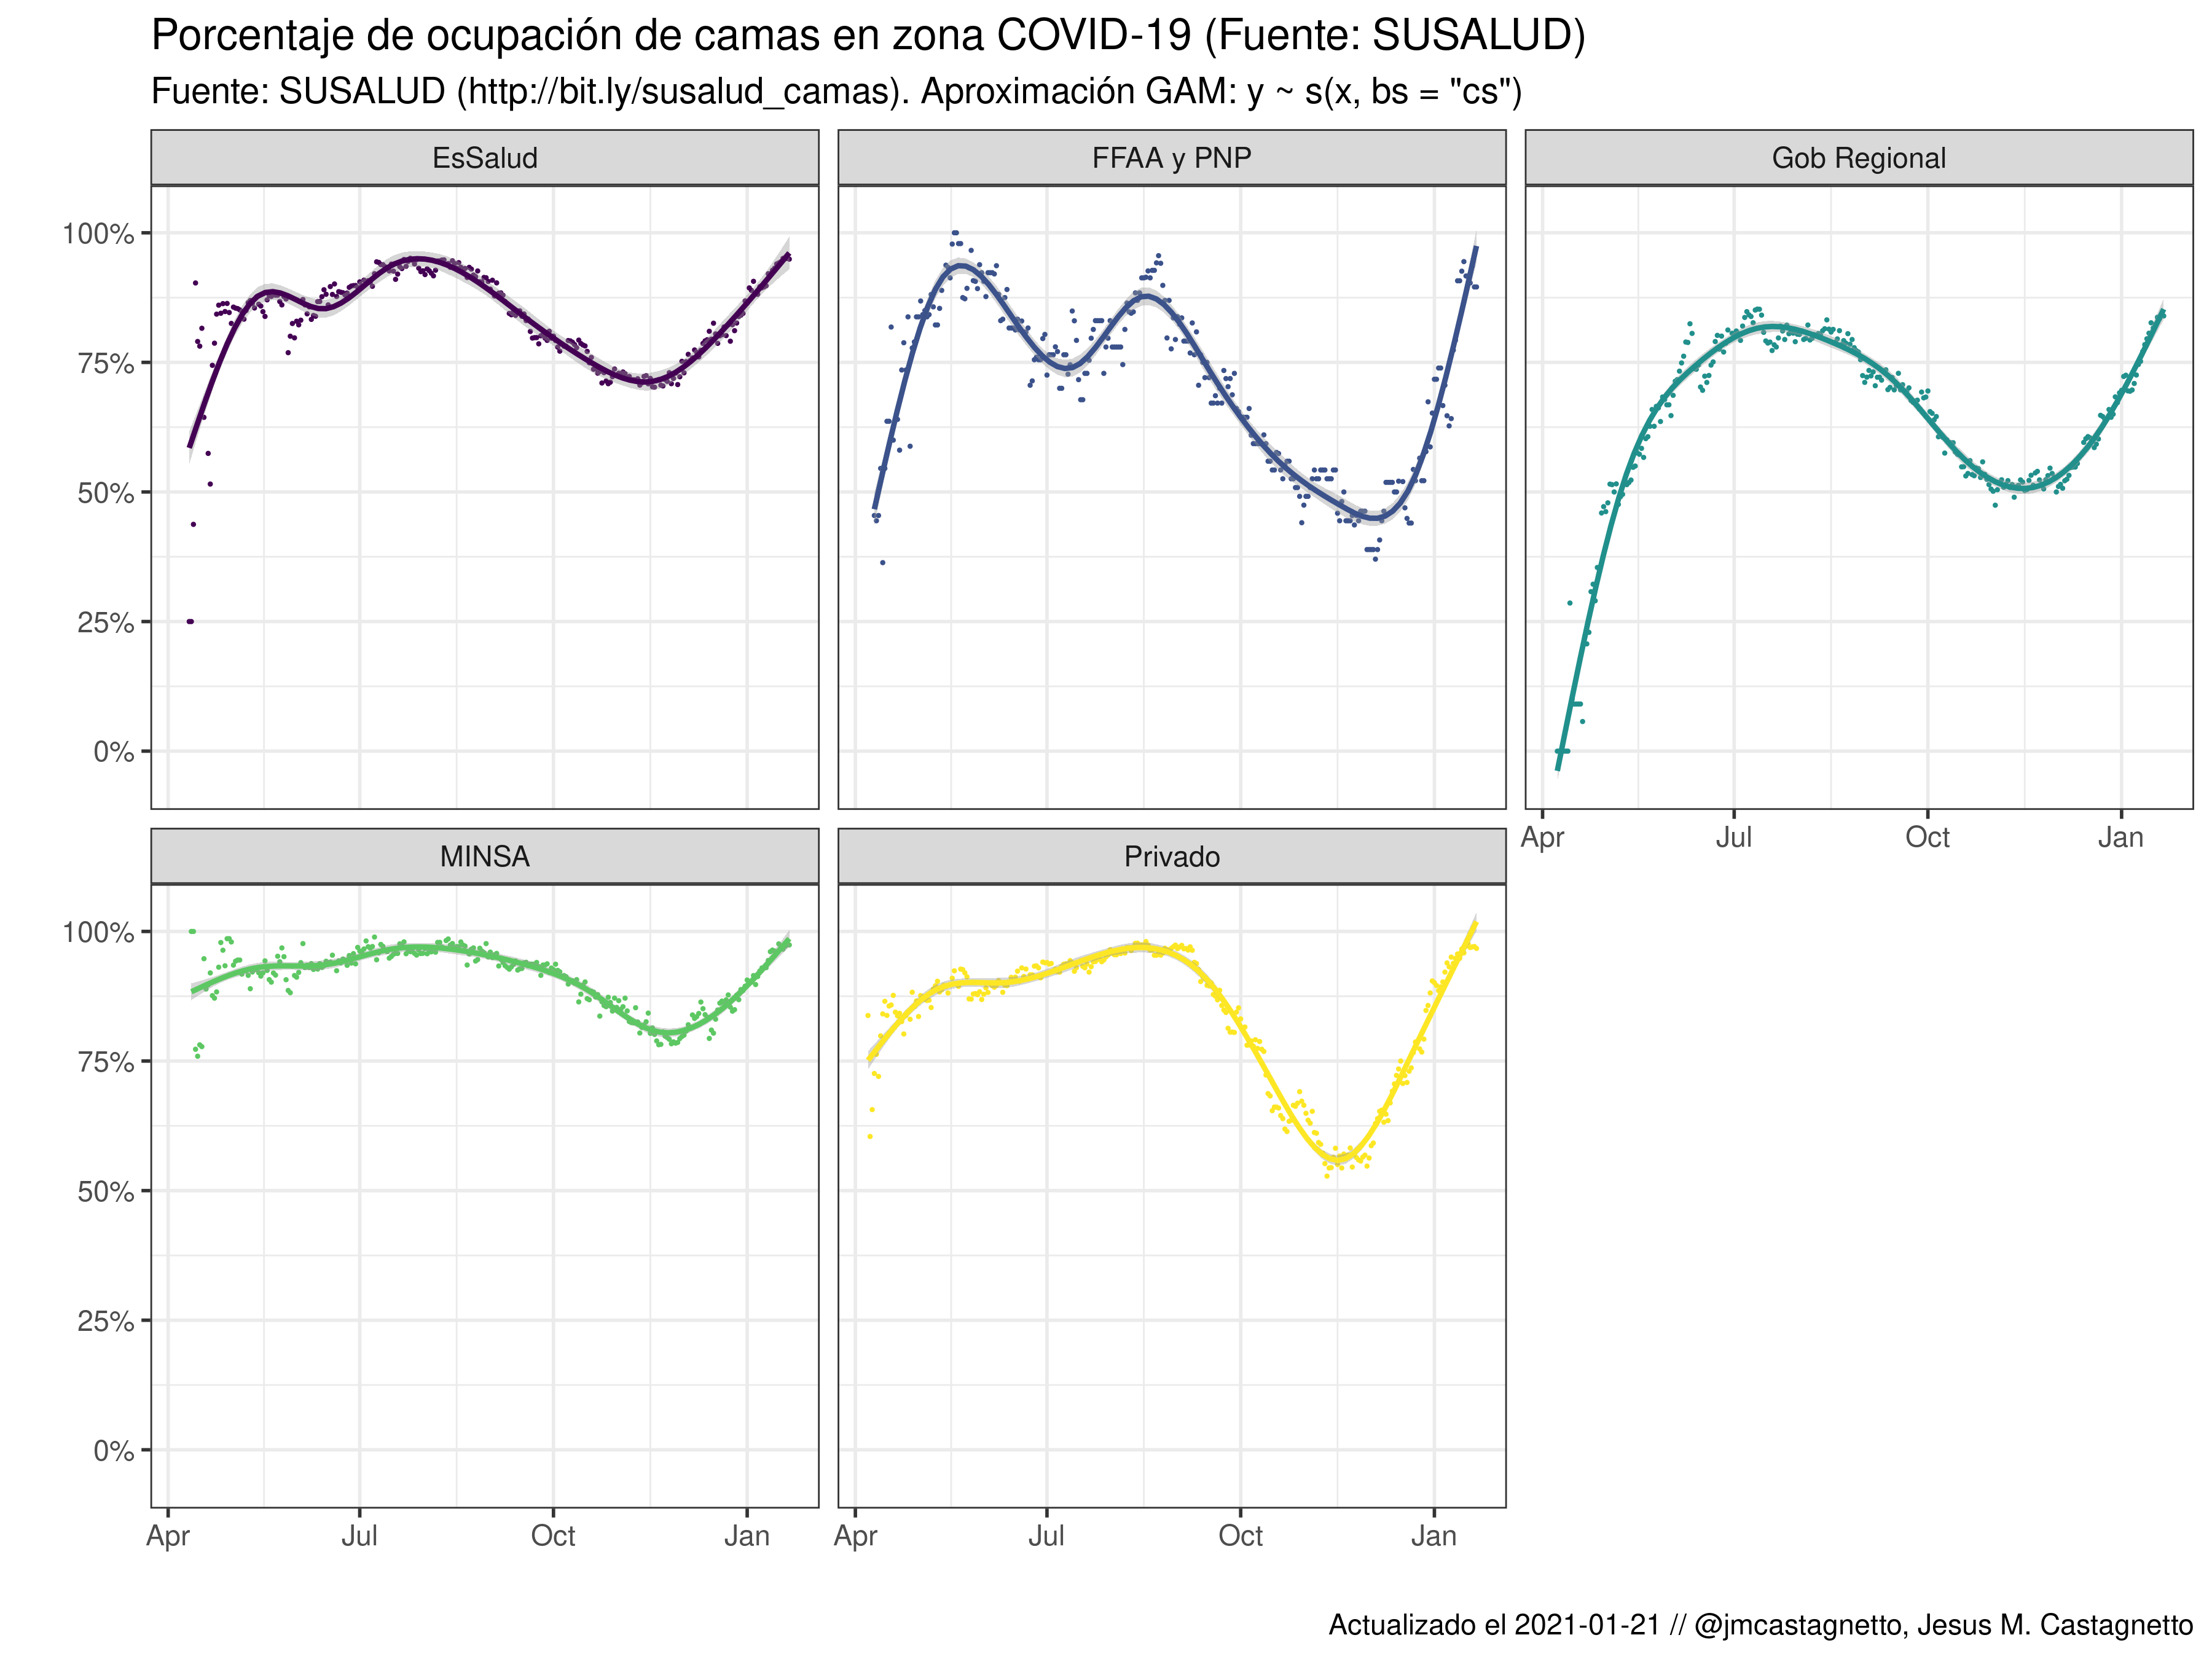 Porcentaje de ocupación de camas en zona COVID-19 (Fuente: SUSALUD)
Fuente: SUSALUD (http://bit.ly/susalud_camas). Aproximación GAM: y ~ s(x, bs = "cs")
EsSalud
FFAA y PNP
Gob Regional
100%
75%
50%
25%
0%
Apr Jul Oct Jan
MINSA
Privado
100%
75%
50%
25%
0%
Apr Jul Oct Jan
Apr Jul Oct Jan
Actualizado el 2021-01-21 // @jmcastagnetto, Jesus M. Castagnetto